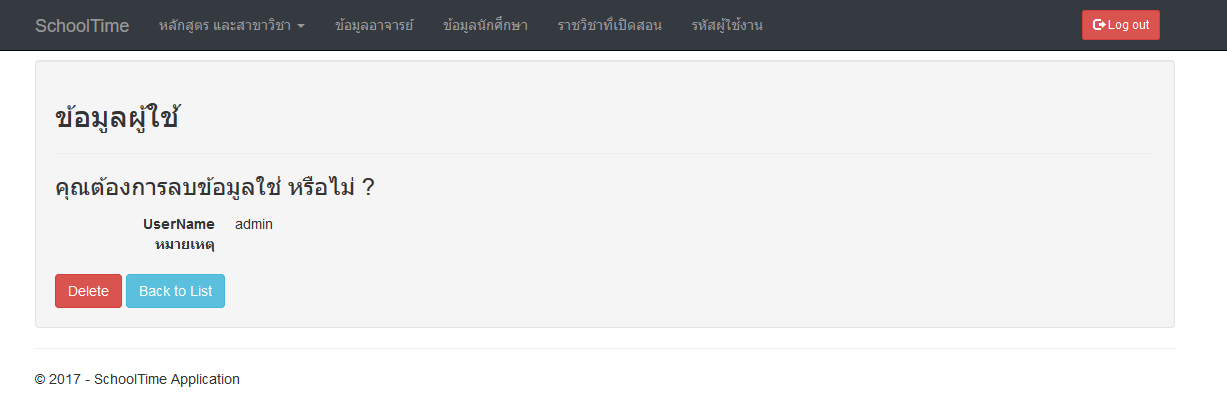 SchoolTime หลักสูตร และสาขาวิชา ข้อมูลอาจารย์ ข้อมูลนักศึกษา ราชวิชาที่เปิดสอน รหัสผู้ใช้งาน Log out
ข้อมูลผู้ใช้
คุณต้องการลบข้อมูลใช่ หรือไม่ ?
UserName admin
หมายเหตุ
Delete Back to List
© 2017 - SchoolTime Application